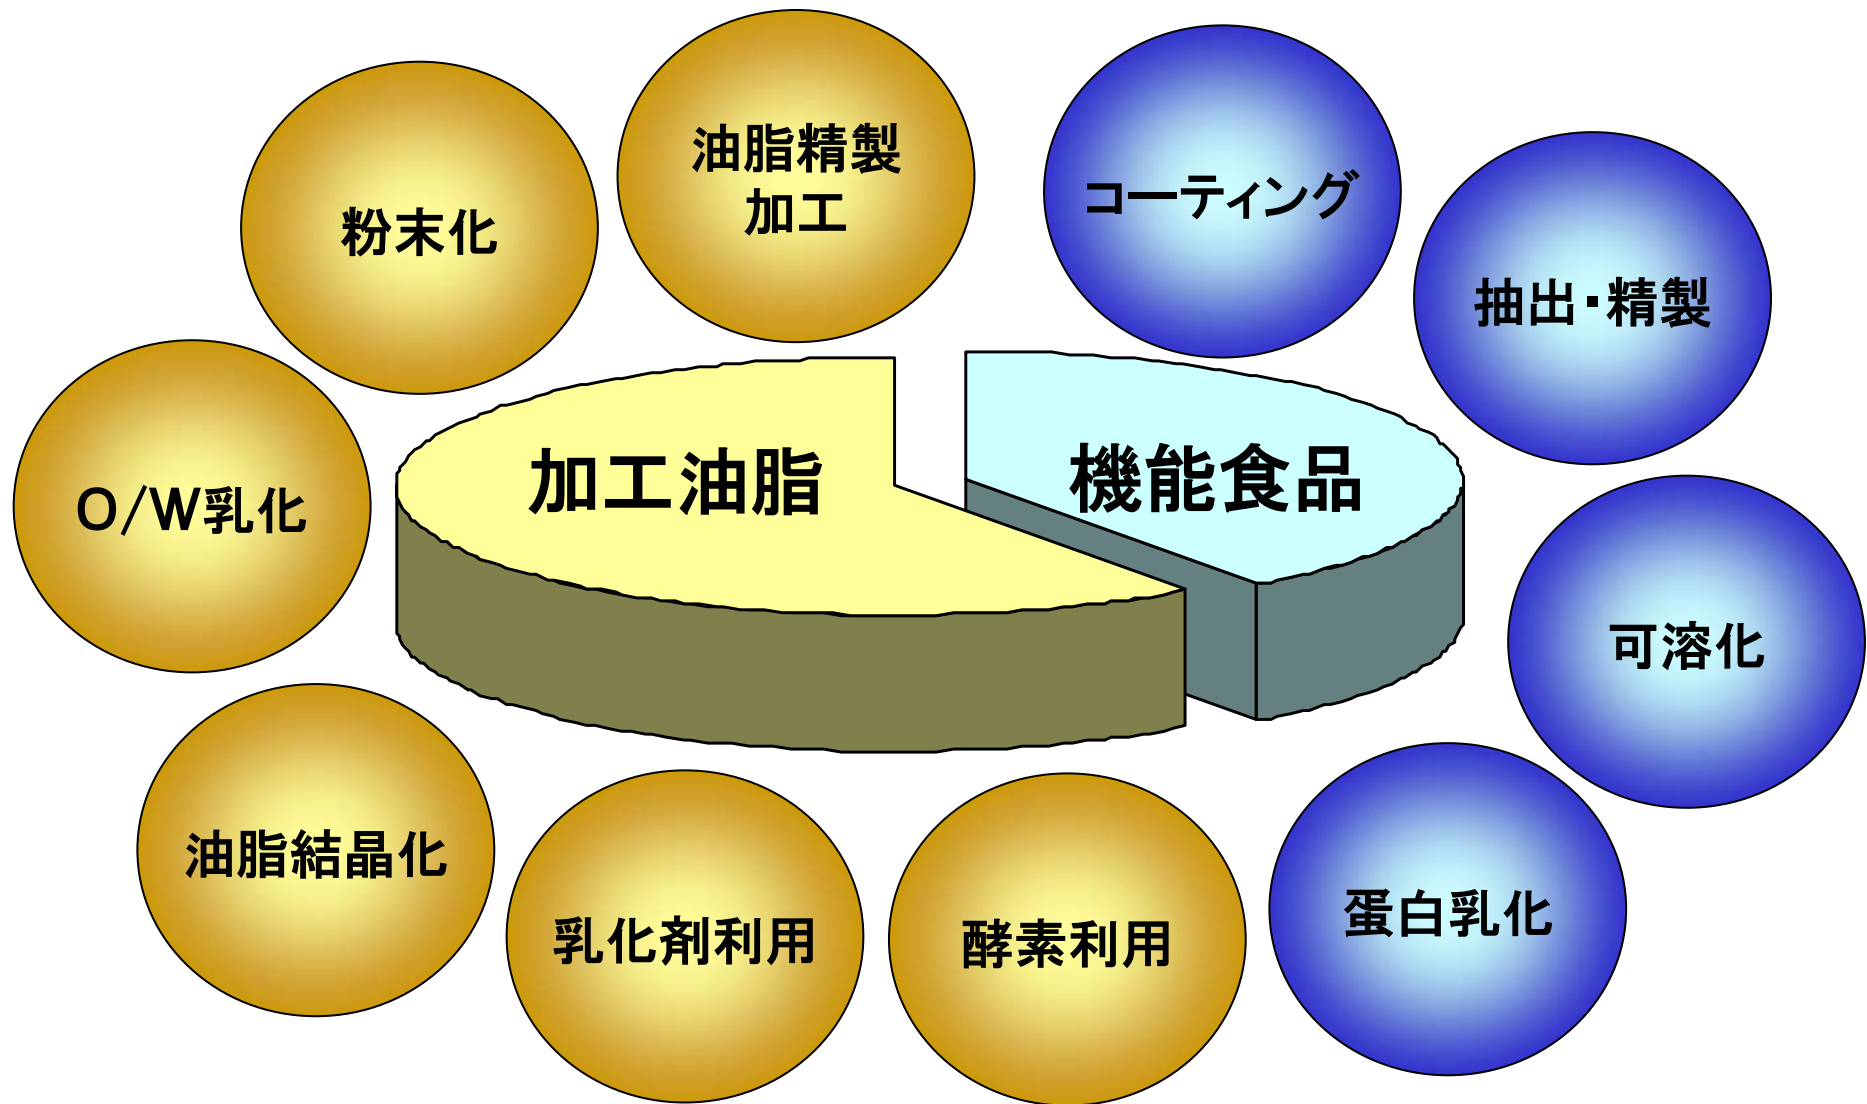 油脂精製
加工
コーティング
粉末化
抽出・精製
加工油脂
機能食品
O/W乳化
可溶化
油脂結晶化
乳化剤利用
酵素利用
蛋白乳化